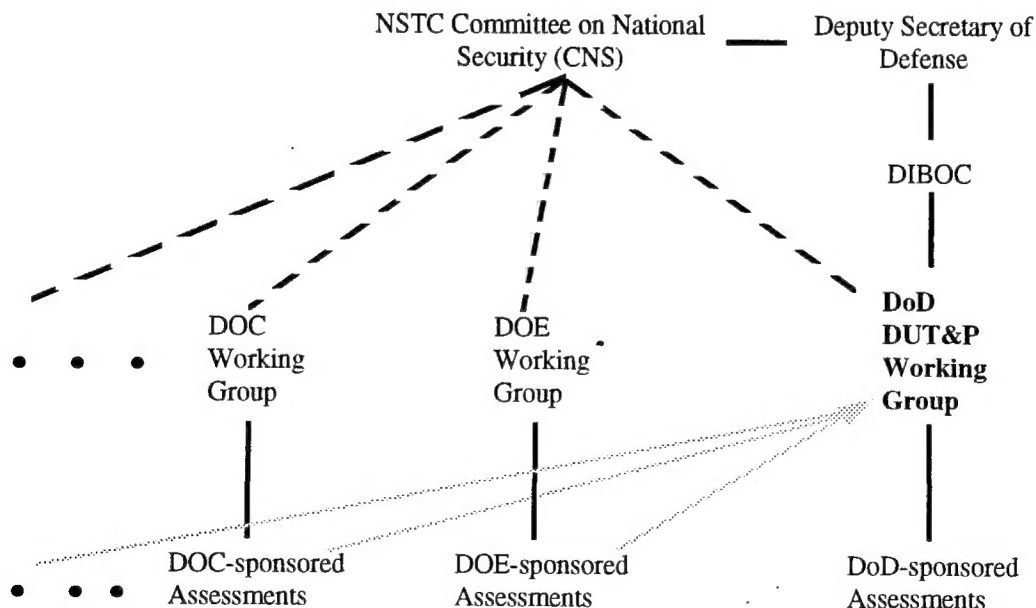 NSTC Committee on National
Security (CNS)
Deputy Secretary of
Defense
DIBOC
DOC
Working
Group
DOE
Working
Group
DoD
DUT&P
Working
Group
DOC-sponsored
Assessments
DOE-sponsored
Assessments
DoD-sponsored
Assessments